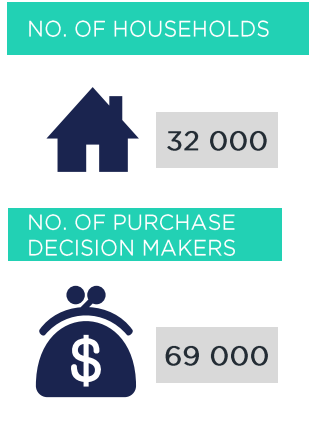 NO. OF HOUSEHOLDS
32 000
NO. OF PURCHASE
DECISION MAKERS
$
69 000